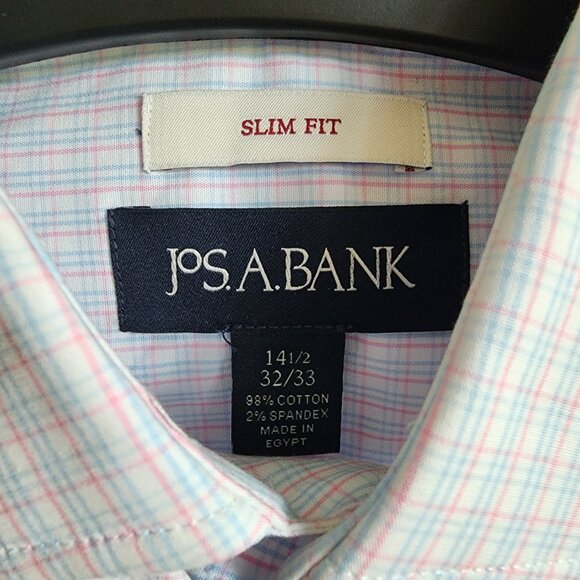 SLIM FIT
JOS. A. BANK
14 1/2
32/33
98% COTTON
2% SPANDEX
MADE IN
EGYPT